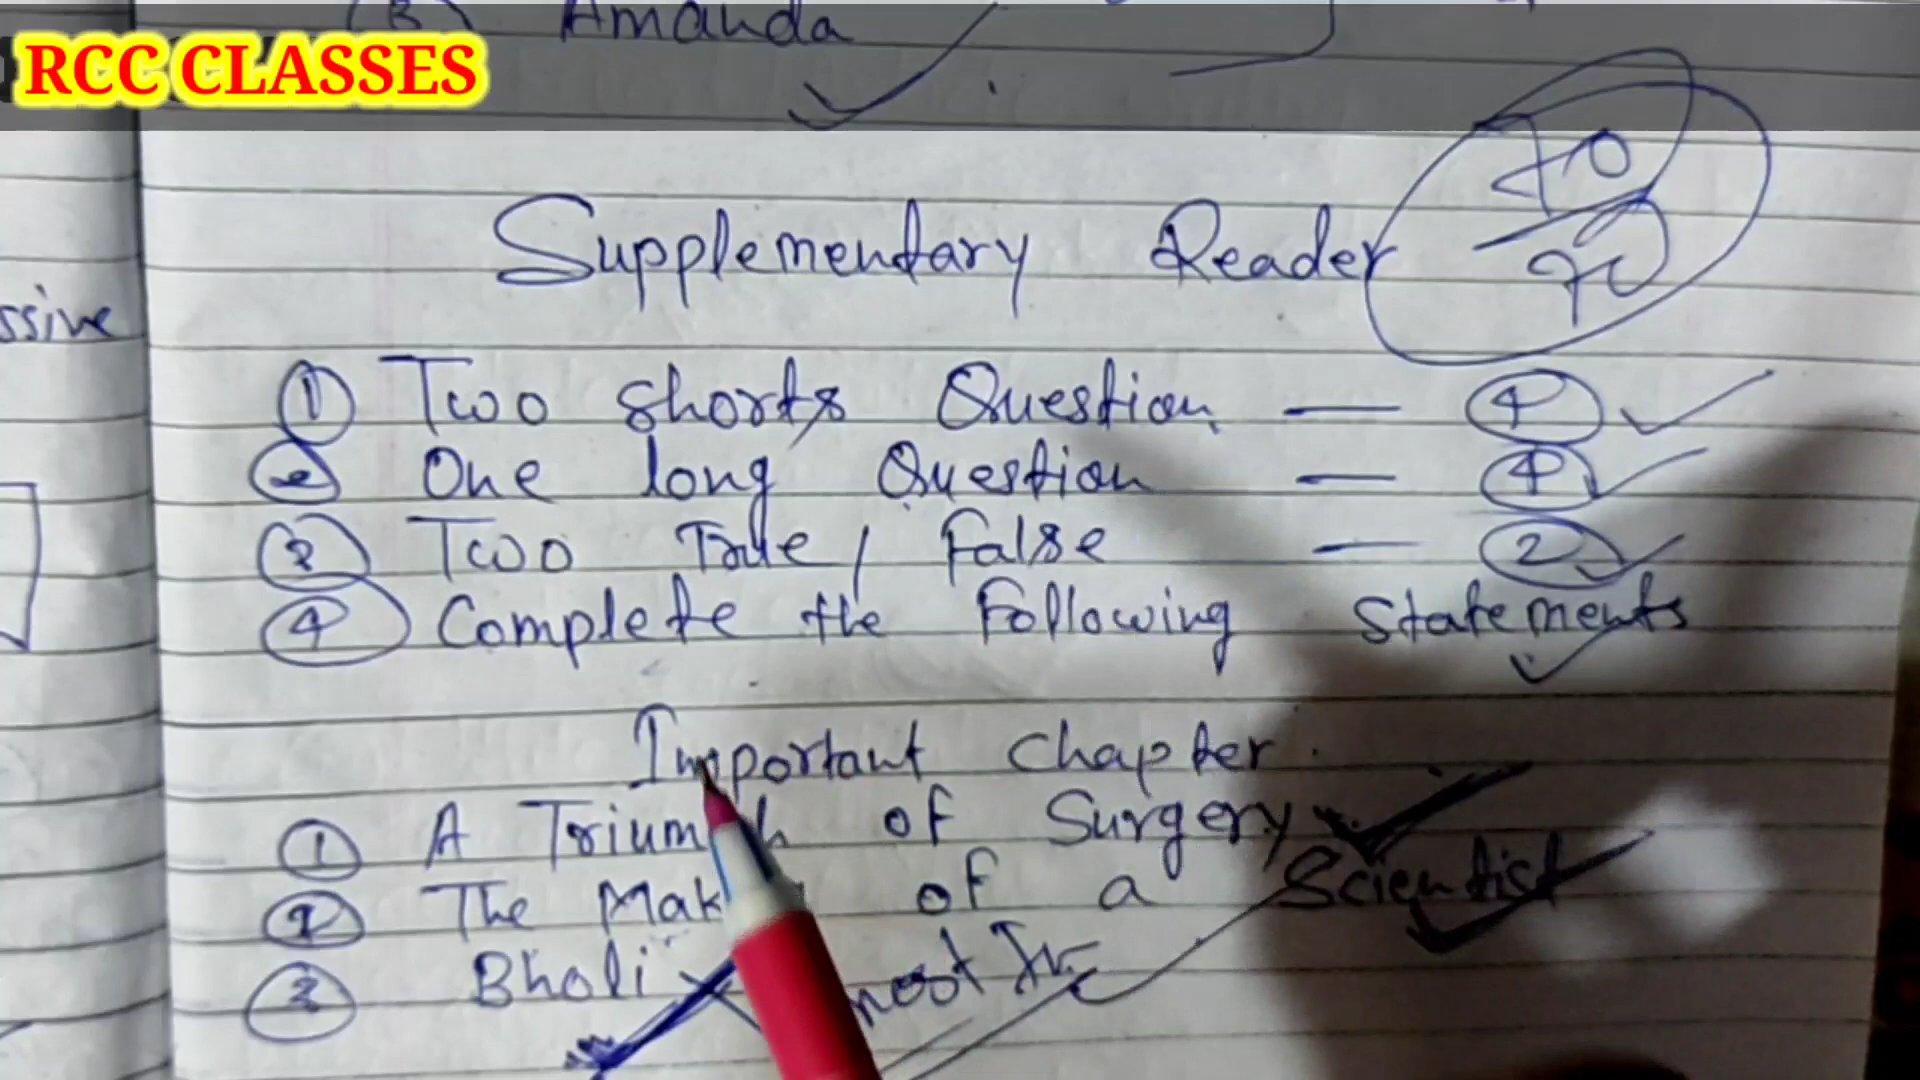 (B) Amanda
RCC CLASSES
Supplementary Reader
ssive
① Two shorts Question — ④
② One long Question — ④
③ Two True / False — ②
④ Complete the Following Statements
Important Chapter
① A Triumph of Surgery
② The Mak of a Scientist
③ Bholi most